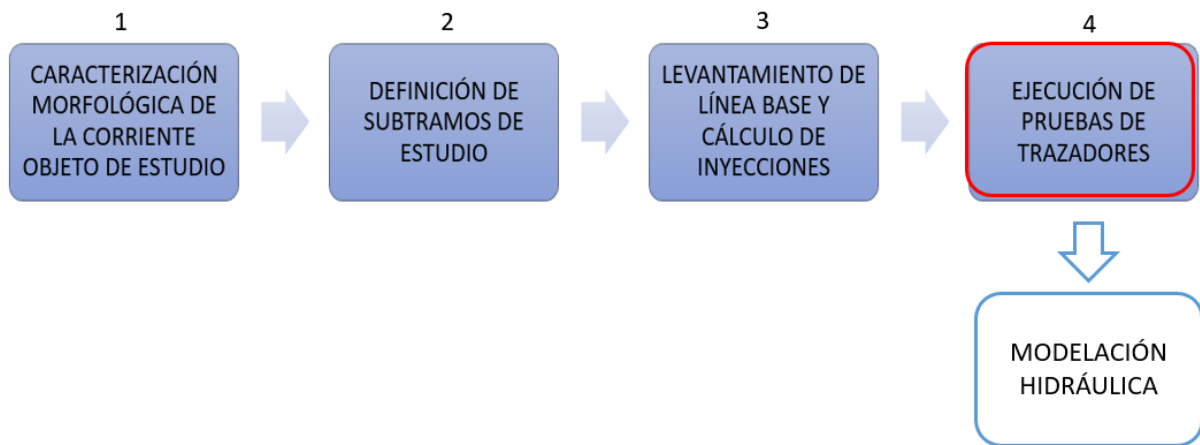 1
CARACTERIZACIÓN
MORFOLÓGICA DE
LA CORRIENTE
OBJETO DE ESTUDIO
2
DEFINICIÓN DE
SUBTRAMOS DE
ESTUDIO
3
LEVANTAMIENTO DE
LÍNEA BASE Y
CÁLCULO DE
INYECCIONES
4
EJECUCIÓN DE
PRUEBAS DE
TRAZADORES
MODELACIÓN
HIDRÁULICA